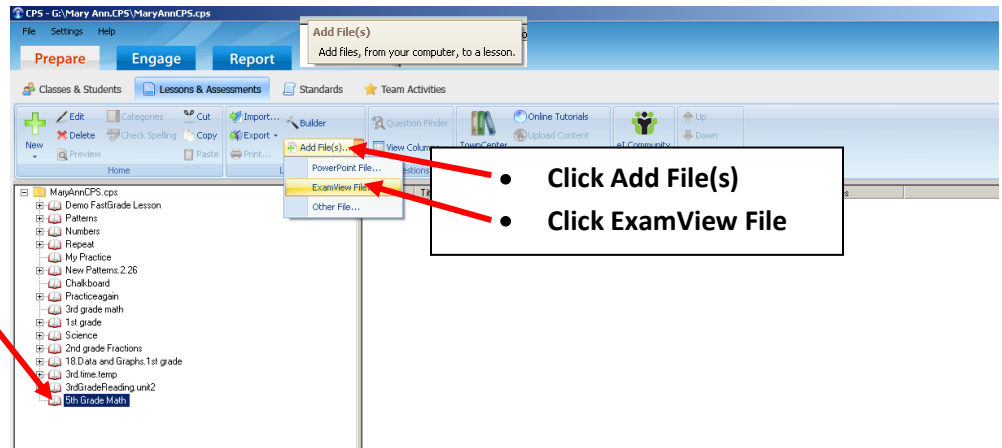 CPS - G:\Mary Ann.CPS\MaryAnnCPS.cps
File Settings Help
Add File(s)
Add files, from your computer, to a lesson.
Prepare Engage Report
Classes & Students Lessons & Assessments Standards Team Activities
New
Edit Categories Cut Import... Builder Question Finder Online Tutorials Up
Delete Check Spelling Copy Export Upload Content Down
Preview Paste Print... Add File(s)... View Columns TownCenter eI Community
Home
PowerPoint File...
ExamView File...
Other File...
• Click Add File(s)
• Click ExamView File
MaryAnnCPS.cps
Demo FastGrade Lesson
Patterns
Numbers
Repeat
My Practice
New Patterns.2.26
Chalkboard
Practiceagain
3rd grade math
1st grade
Science
2nd grade Fractions
18.Data and Graphs.1st grade
3rd.time.temp
3rdGradeReading.unit2
5th Grade Math